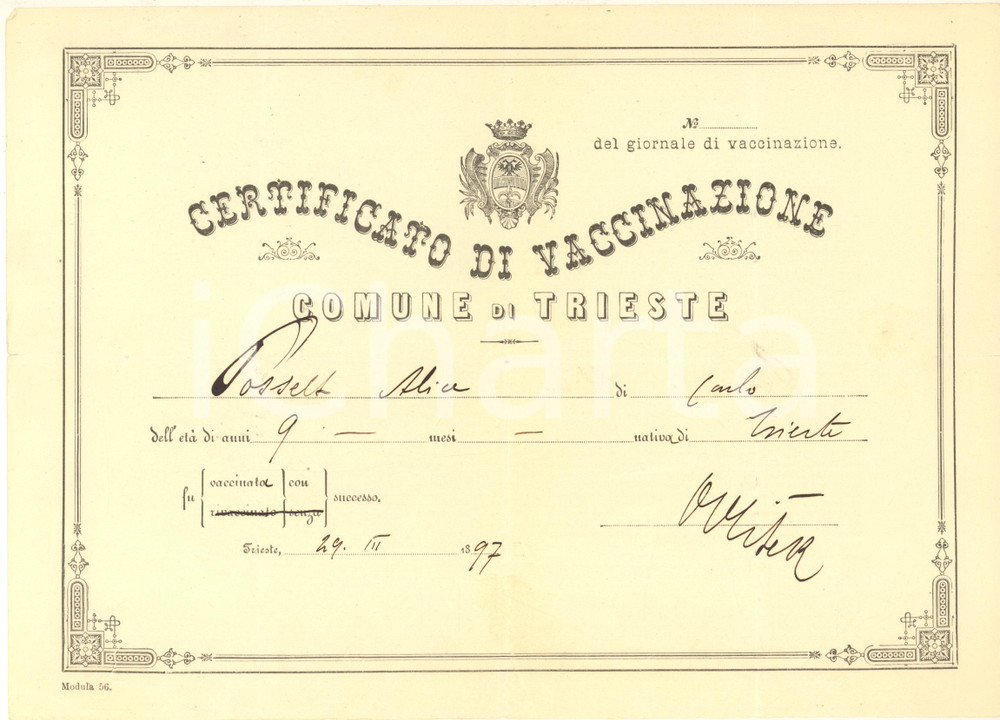 №
del giornale di vaccinazione.
CERTIFICATO DI VACCINAZIONE
COMUNE DI TRIESTE
iCharta
Posselt Alice di Carlo
dell'età di anni 9 — mesi — nativa di Trieste
fu vaccinata con successo.
rivaccinato senza
Trieste, 29. III 1897
Modula 56.